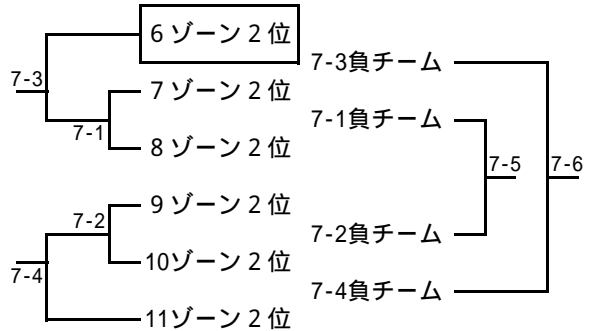 6 ゾーン 2 位
7-3負チーム
7-3
7 ゾーン 2 位
7-1負チーム
7-1
8 ゾーン 2 位
7-5
7-6
9 ゾーン 2 位
7-2
7-2負チーム
10ゾーン 2 位
7-4
7-4負チーム
11ゾーン 2 位